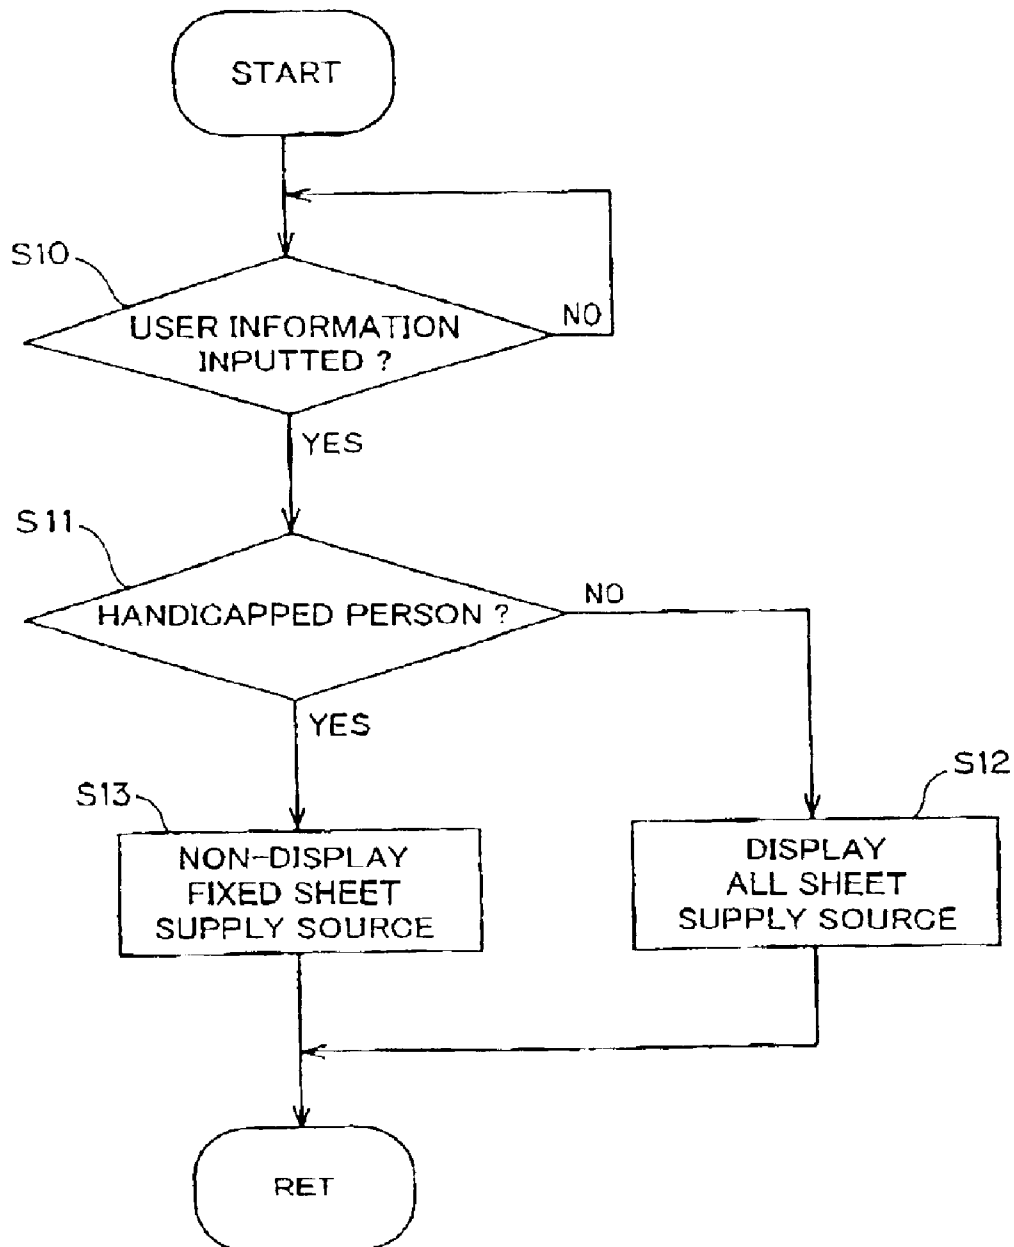 START
S10
USER INFORMATION
INPUTTED ?
NO
YES
S11
HANDICAPPED PERSON ?
NO
YES
S13
NON-DISPLAY
FIXED SHEET
SUPPLY SOURCE
S12
DISPLAY
ALL SHEET
SUPPLY SOURCE
RET